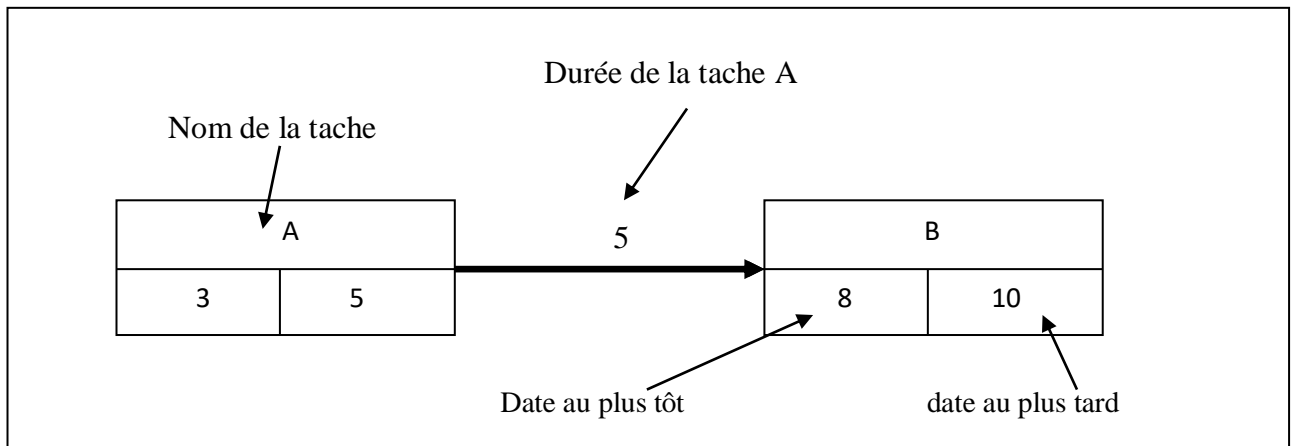 Durée de la tache A
Nom de la tache
A
5
B
3
5
8
10
Date au plus tôt
date au plus tard